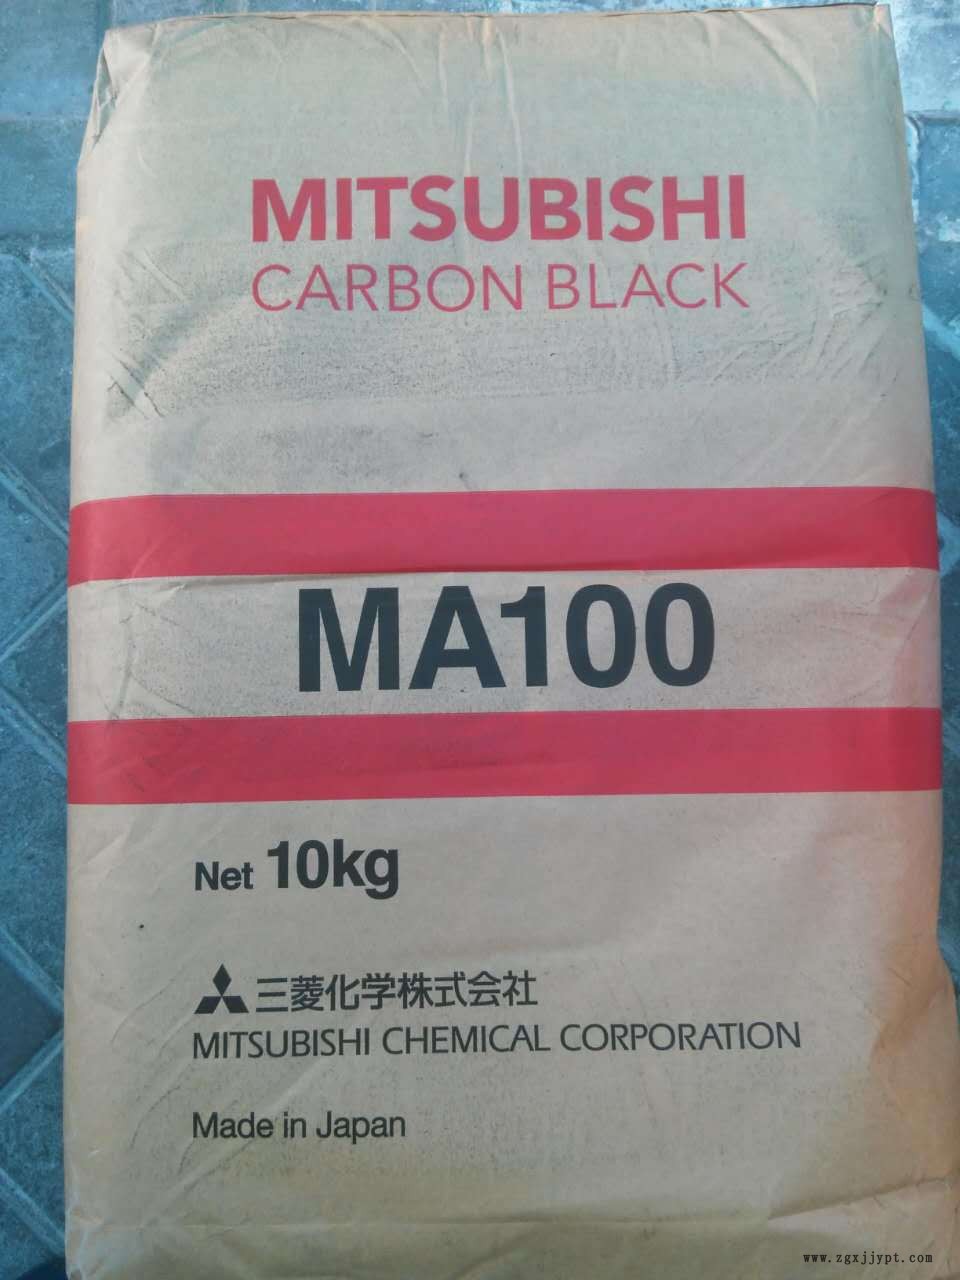 MITSUBISHI
CARBON BLACK
MA100
Net 10kg
三菱化学株式会社
MITSUBISHI CHEMICAL CORPORATION
Made in Japan
www.zgxjjypt.com